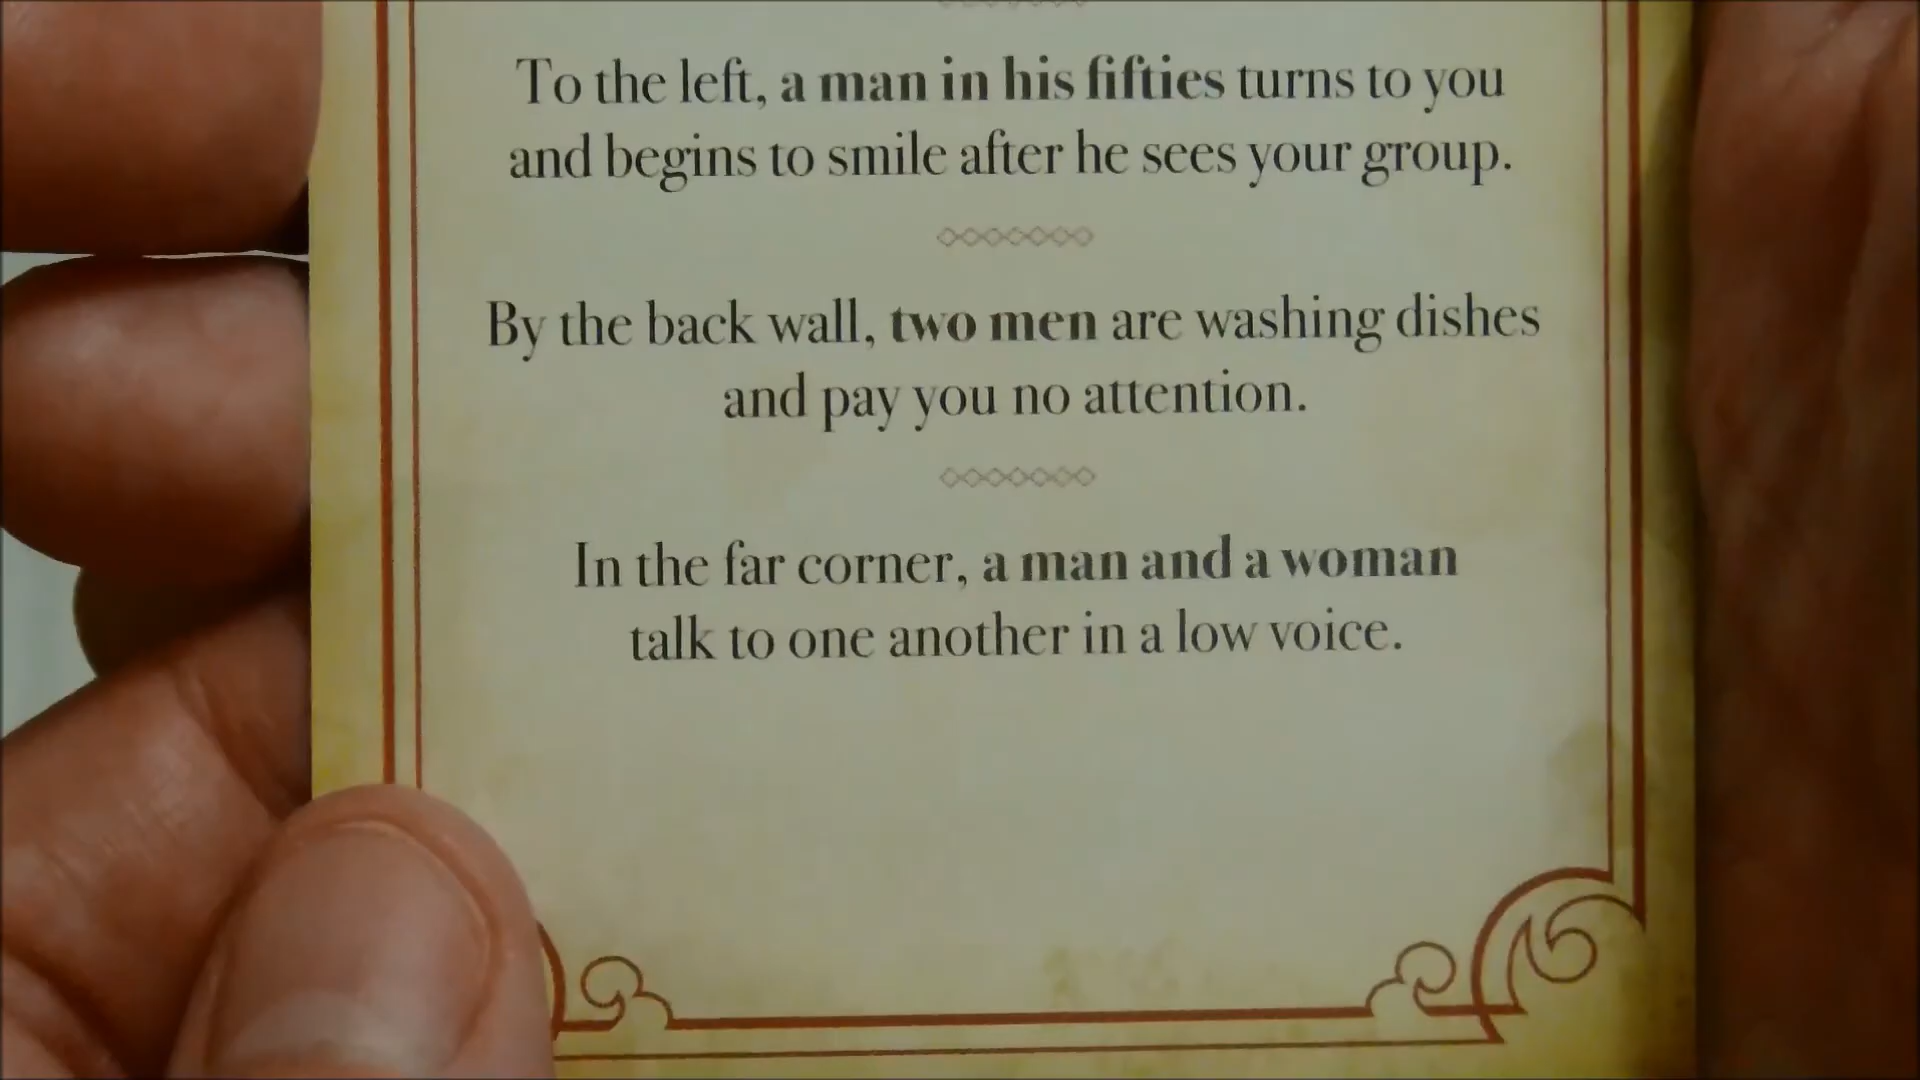 To the left, a man in his fifties turns to you
and begins to smile after he sees your group.
By the back wall, two men are washing dishes
and pay you no attention.
In the far corner, a man and a woman
talk to one another in a low voice.